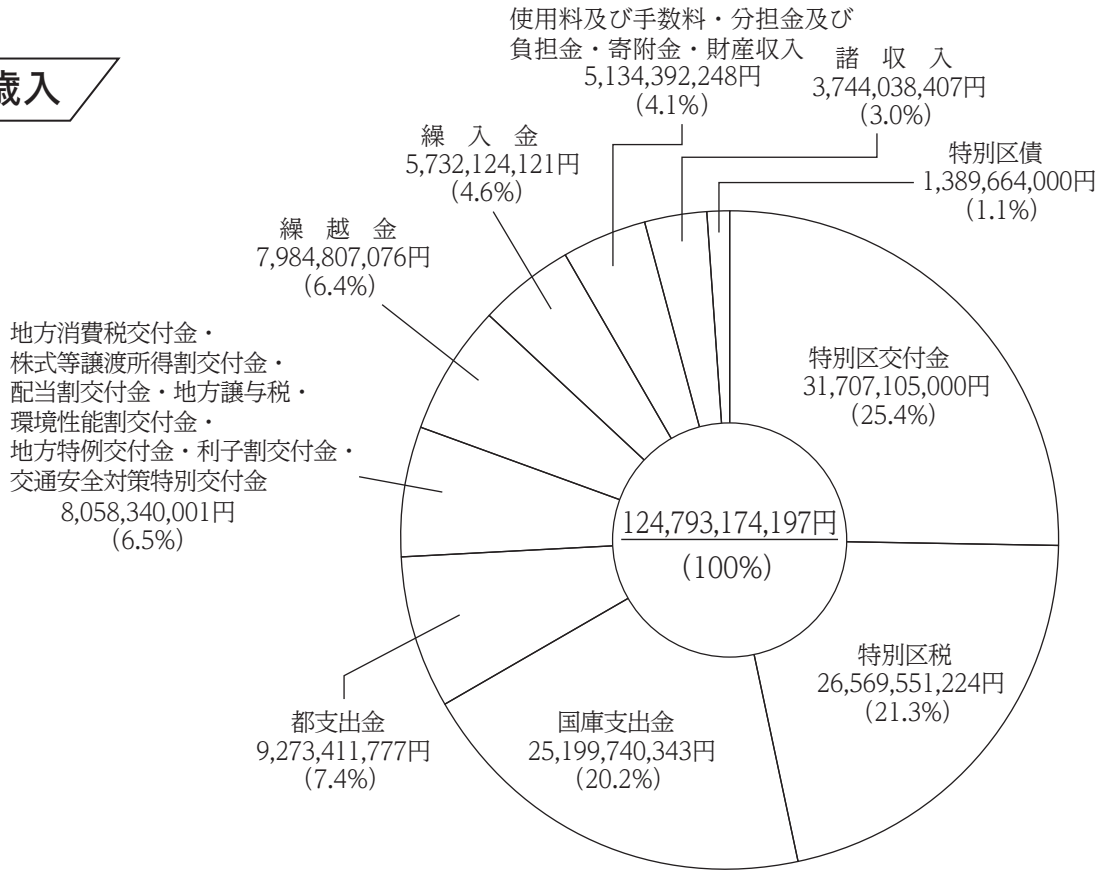 歳入
使用料及び手数料・分担金及び
負担金・寄附金・財産収入
5,134,392,248円
(4.1%)
諸 収 入
3,744,038,407円
(3.0%)
特別区債
1,389,664,000円
(1.1%)
繰 入 金
5,732,124,121円
(4.6%)
繰 越 金
7,984,807,076円
(6.4%)
地方消費税交付金・
株式等譲渡所得割交付金・
配当割交付金・地方譲与税・
環境性能割交付金・
地方特例交付金・利子割交付金・
交通安全対策特別交付金
8,058,340,001円
(6.5%)
特別区交付金
31,707,105,000円
(25.4%)
124,793,174,197円
(100%)
特別区税
26,569,551,224円
(21.3%)
都支出金
9,273,411,777円
(7.4%)
国庫支出金
25,199,740,343円
(20.2%)